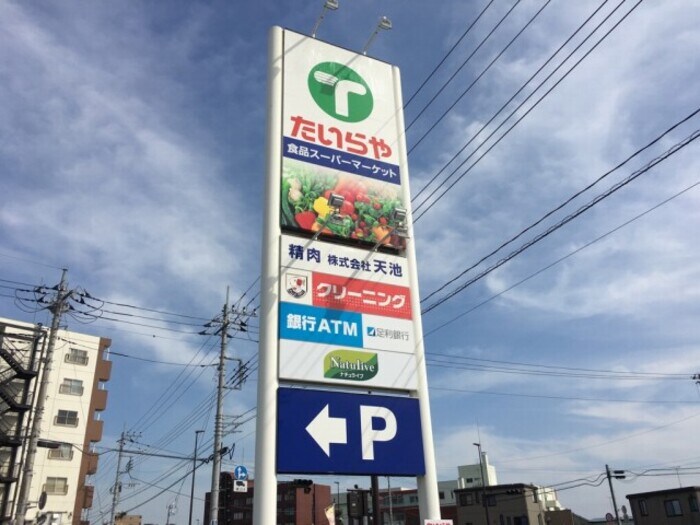 たいらや
食品スーパーマーケット
精肉 株式会社 天池
クリーニング
銀行ATM 足利銀行
Natulive
ナチュライブ
P